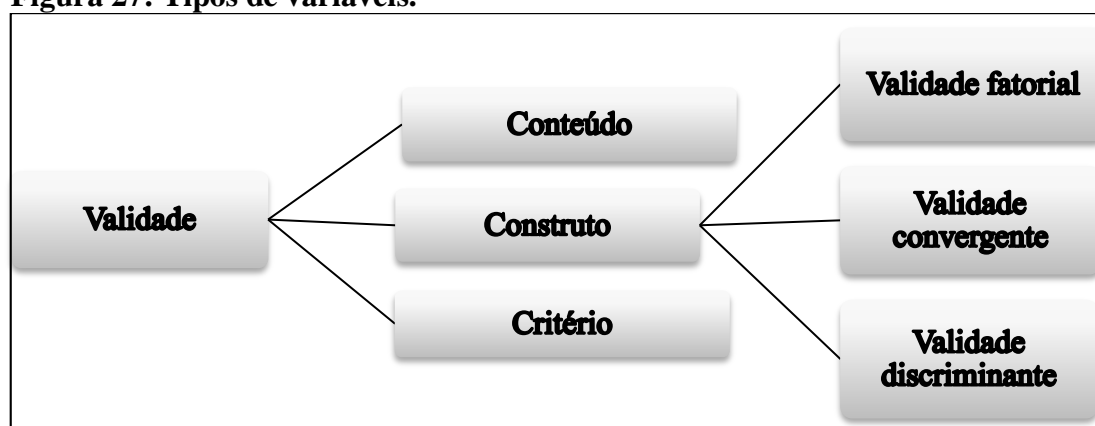 Figura 27: Tipos de variáveis.
Validade
Conteúdo
Construto
Critério
Validade fatorial
Validade
convergente
Validade
discriminante